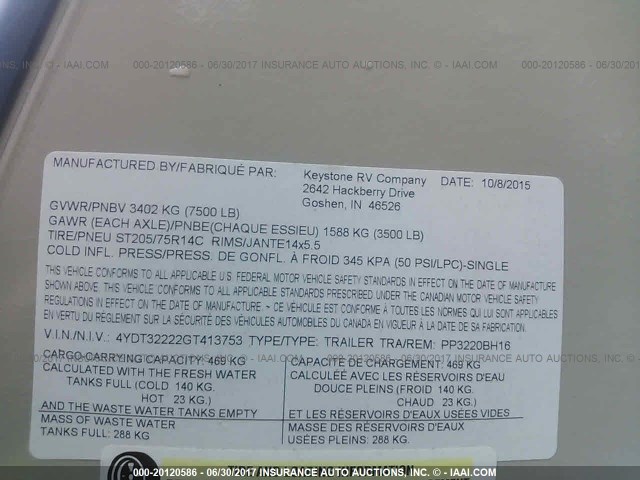 000-20120586 - 06/30/2017 INSURANCE AUTO AUCTIONS, INC. © - IAAI.COM
MANUFACTURED BY/FABRIQUÉ PAR: Keystone RV Company DATE: 10/8/2015
2642 Hackberry Drive
Goshen, IN 46526
GVWR/PNBV 3402 KG (7500 LB)
GAWR (EACH AXLE)/PNBE(CHAQUE ESSIEU) 1588 KG (3500 LB)
TIRE/PNEU ST205/75R14C RIMS/JANTE14x5.5
COLD INFL. PRESS/PRESS. DE GONFL. À FROID 345 KPA (50 PSI/LPC)-SINGLE
THIS VEHICLE CONFORMS TO ALL APPLICABLE U.S. FEDERAL MOTOR VEHICLE SAFETY STANDARDS IN EFFECT ON THE DATE OF MANUFACTURE
SHOWN ABOVE. THIS VEHICLE CONFORMS TO ALL APPLICABLE STANDARDS PRESCRIBED UNDER THE CANADIAN MOTOR VEHICLE SAFETY
REGULATIONS IN EFFECT ON THE DATE OF MANUFACTURE. / CE VÉHICULE EST CONFORME À TOUTES LES NORMES QUI LUI SONT APPLICABLES
EN VERTU DU RÈGLEMENT SUR LA SÉCURITÉ DES VÉHICULES AUTOMOBILES DU CANADA EN VIGUEUR À LA DATE DE SA FABRICATION.
V.I.N./N.I.V.: 4YDT32222GT413753 TYPE/TYPE: TRAILER TRA/REM: PP3220BH16
CARGO CARRYING CAPACITY: 469 KG
CALCULATED WITH THE FRESH WATER
TANKS FULL (COLD 140 KG.
HOT 23 KG.)
AND THE WASTE WATER TANKS EMPTY
MASS OF WASTE WATER
TANKS FULL: 288 KG
CAPACITÉ DE CHARGEMENT: 469 KG
CALCULÉE AVEC LES RÉSERVOIRS D'EAU
DOUCE PLEINS (FROID 140 KG.
CHAUD 23 KG.)
ET LES RÉSERVOIRS D'EAUX USÉES VIDES
MASSE DES RÉSERVOIRS D'EAUX
USÉES PLEINS: 288 KG.
000-20120586 - 06/30/2017 INSURANCE AUTO AUCTIONS, INC. © - IAAI.COM